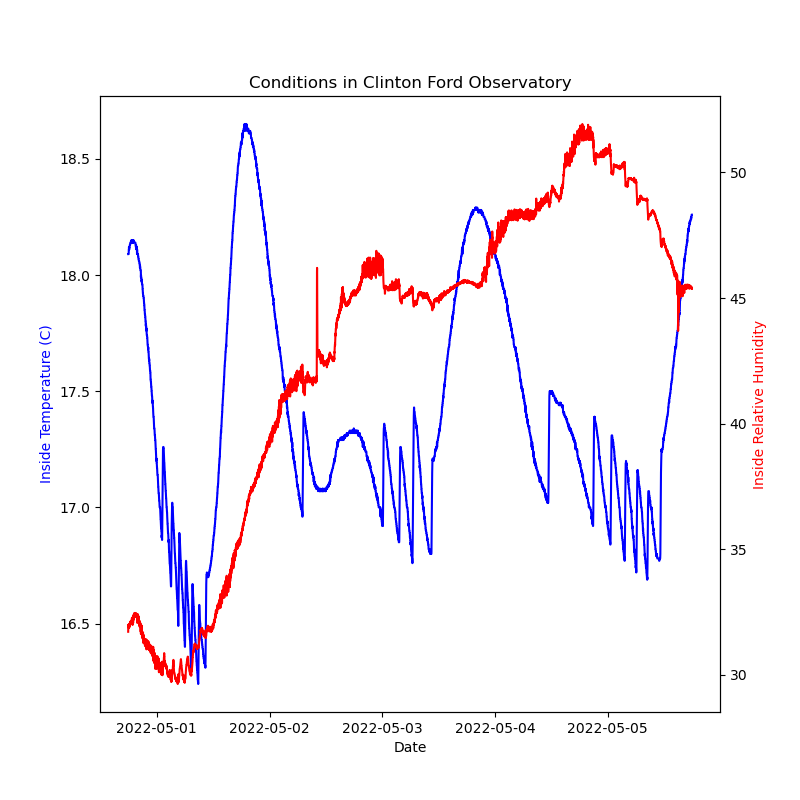 Conditions in Clinton Ford Observatory
18.5
18.0
17.5
17.0
16.5
Inside Temperature (C)
50
45
40
35
30
Inside Relative Humidity
2022-05-01 2022-05-02 2022-05-03 2022-05-04 2022-05-05
Date